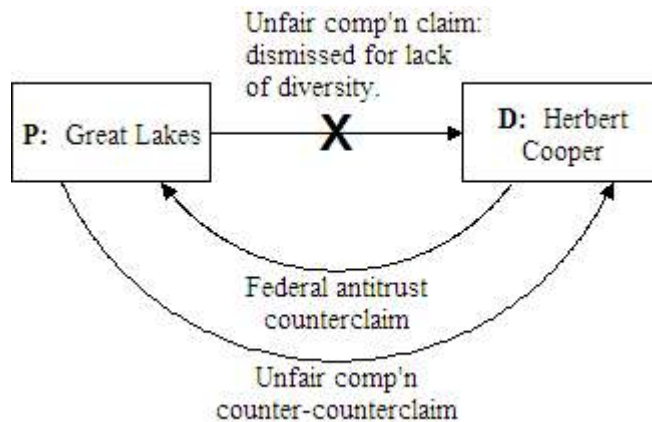 Unfair comp'n claim:
dismissed for lack
of diversity.
P: Great Lakes
X
D: Herbert
Cooper
Federal antitrust
counterclaim
Unfair comp'n
counter-counterclaim